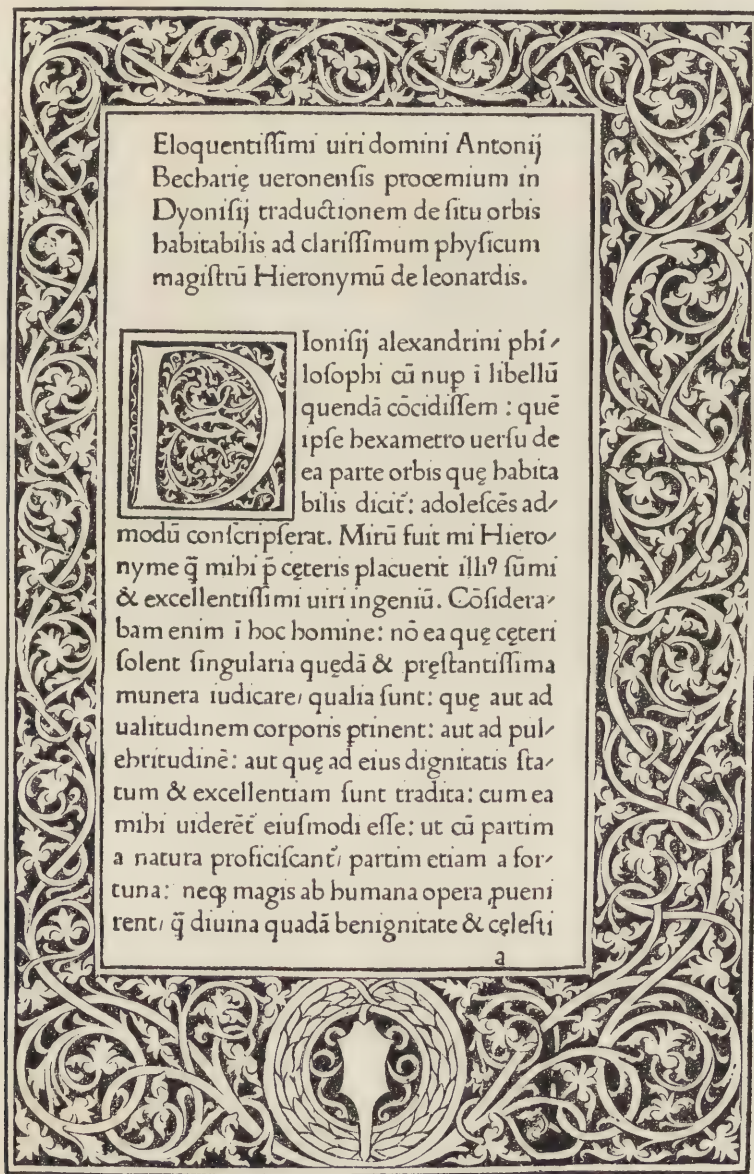 Eloquentiſſimi uiri domini Antonij
Becharię ueronenſis proœmium in
Dyoniſij traductionem de ſitu orbis
habitabilis ad clariſſimum phyſicum
magiſtrū Hieronymū de leonardis.
DIoniſij alexandrini phi⸗
loſophi cū nup ī libellū
quendā cōcidiſſem : quē
ipſe hexametro uerſu de
ea parte orbis quę habita
bilis dicit̄: adoleſcēs ad⸗
modū conſcripſerat. Mirū fuit mi Hiero⸗
nyme q̄̄ mihi p̄ cęteris placuerit illiꝰ ſūmi
& excellentiſſimi uiri ingeniū. Cōſidera⸗
bam enim ī hoc homine: nō ea quę cęteri
ſolent ſingularia quędā & pręſtantiſſima
munera iudicare, qualia ſunt: quę aut ad
ualitudinem corporis ꝑtinent: aut ad pul⸗
chritudinē: aut quę ad eius dignitatis ſta⸗
tum & excellentiam ſunt tradita: cum ea
mihi uiderēt̄ eiuſmodi eſſe: ut cū partim
a natura proficiſcant̄, partim etiam a for⸗
tuna: neqꝫ magis ab humana opera ꝓueni
rent, q̄̄ diuina quadā benignitate & cęleſti
a